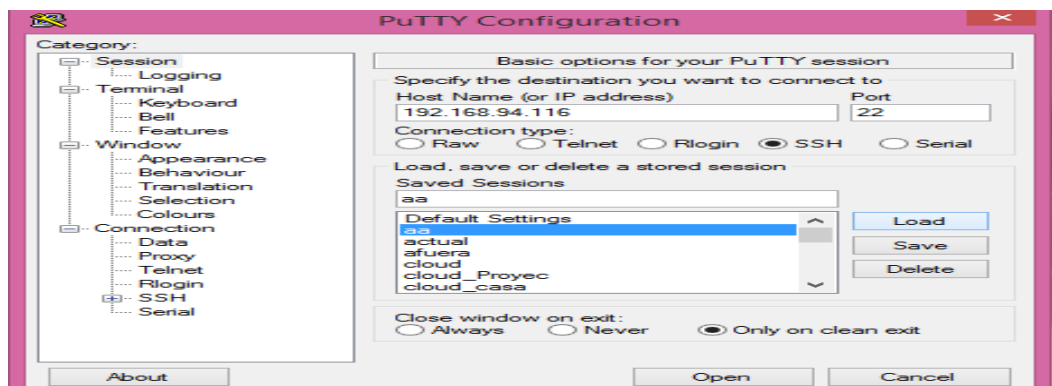 PuTTY Configuration
Category:
Session
Logging
Terminal
Keyboard
Bell
Features
Window
Appearance
Behaviour
Translation
Selection
Colours
Connection
Data
Proxy
Telnet
Rlogin
SSH
Serial
Basic options for your PuTTY session
Specify the destination you want to connect to
Host Name (or IP address) Port
192.168.94.116 22
Connection type:
Raw Telnet Rlogin SSH Serial
Load, save or delete a stored session
Saved Sessions
aa
Default Settings
aa
actual
afuera
cloud
cloud_Proyec
cloud_casa
Load
Save
Delete
Close window on exit:
Always Never Only on clean exit
About Open Cancel